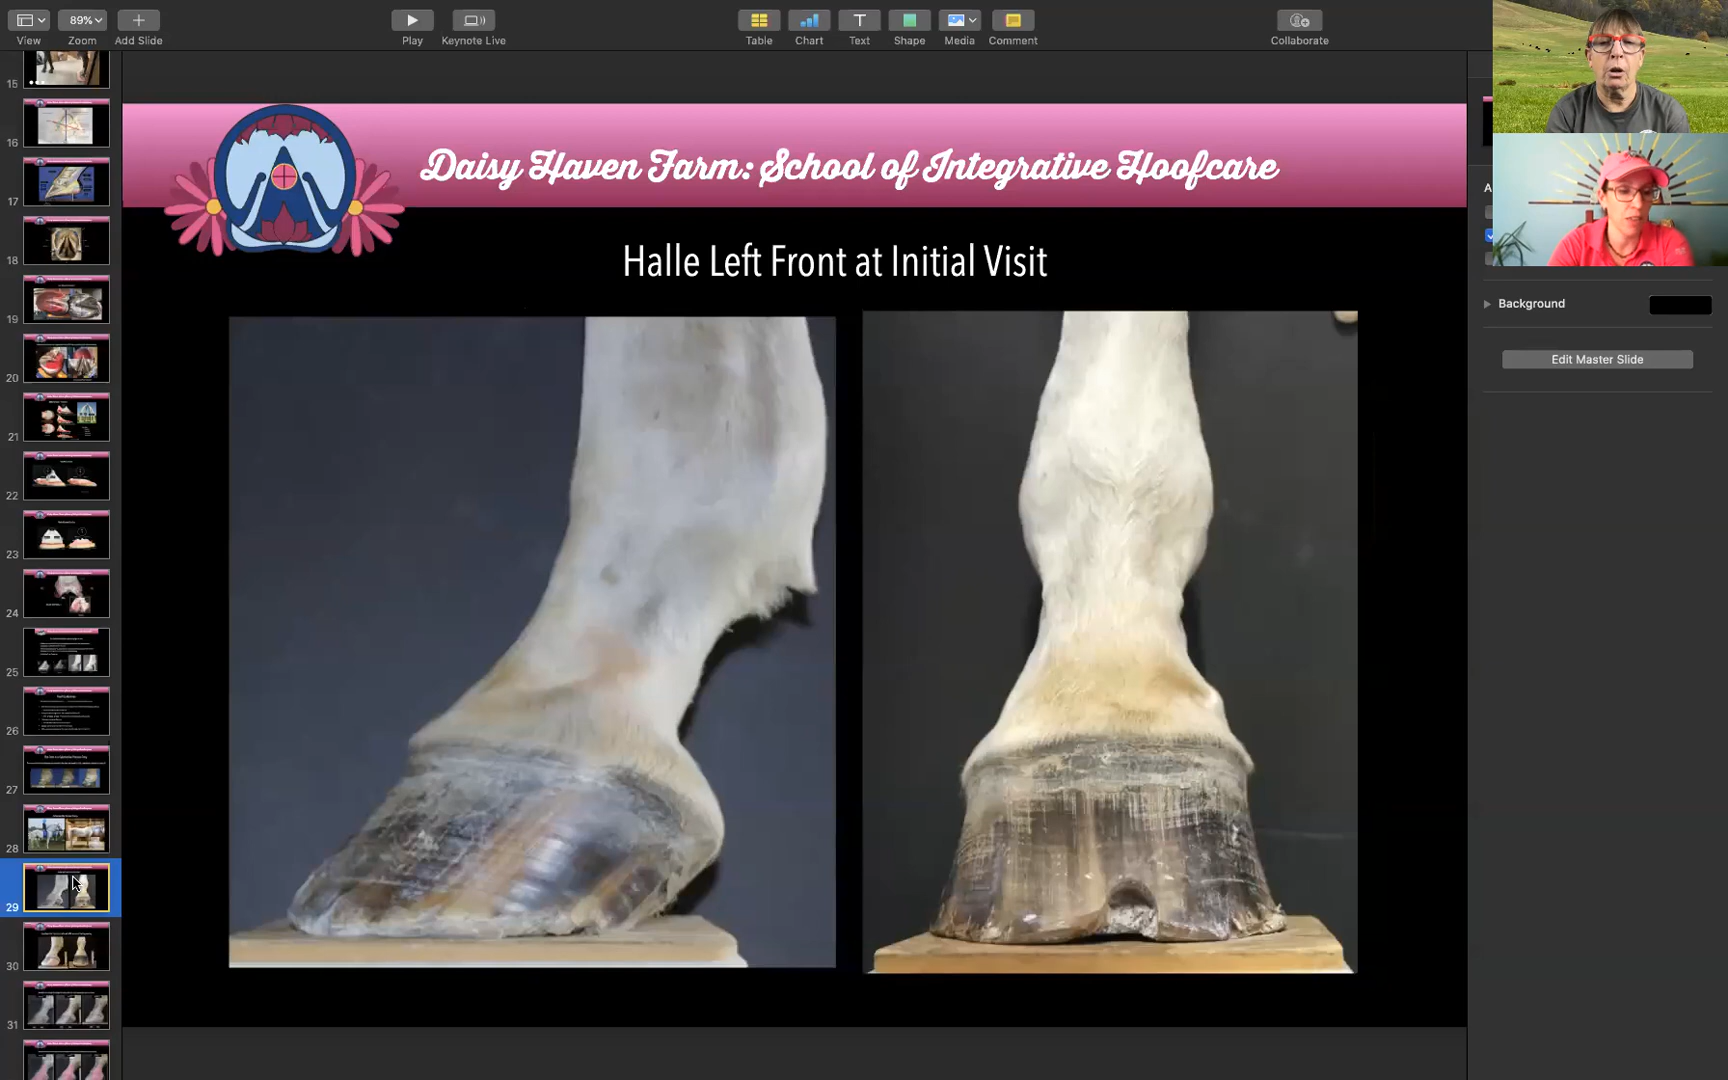 89%
View
Zoom
Add Slide
Play
Keynote Live
Table
Chart
Text
Shape
Media
Comment
Collaborate
15
16
17
18
19
20
21
22
23
24
25
26
27
28
29
30
31
Daisy Haven Farm: School of Integrative Hoofcare
Halle Left Front at Initial Visit
Background
Edit Master Slide